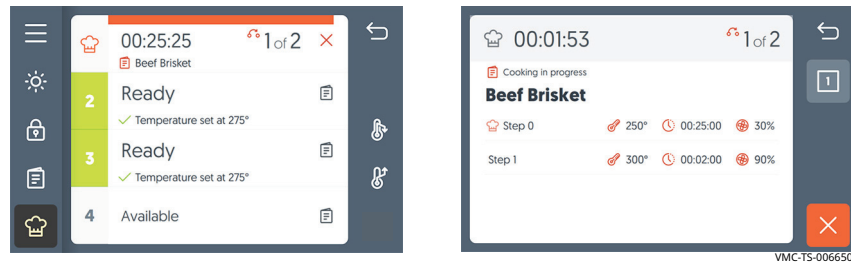 00:25:25 1 of 2
Beef Brisket
2 Ready
Temperature set at 275°
3 Ready
Temperature set at 275°
4 Available
00:01:53 1 of 2
1
Cooking in progress
Beef Brisket
Step 0 250° 00:25:00 30%
Step 1 300° 00:02:00 90%
VMC-TS-006650